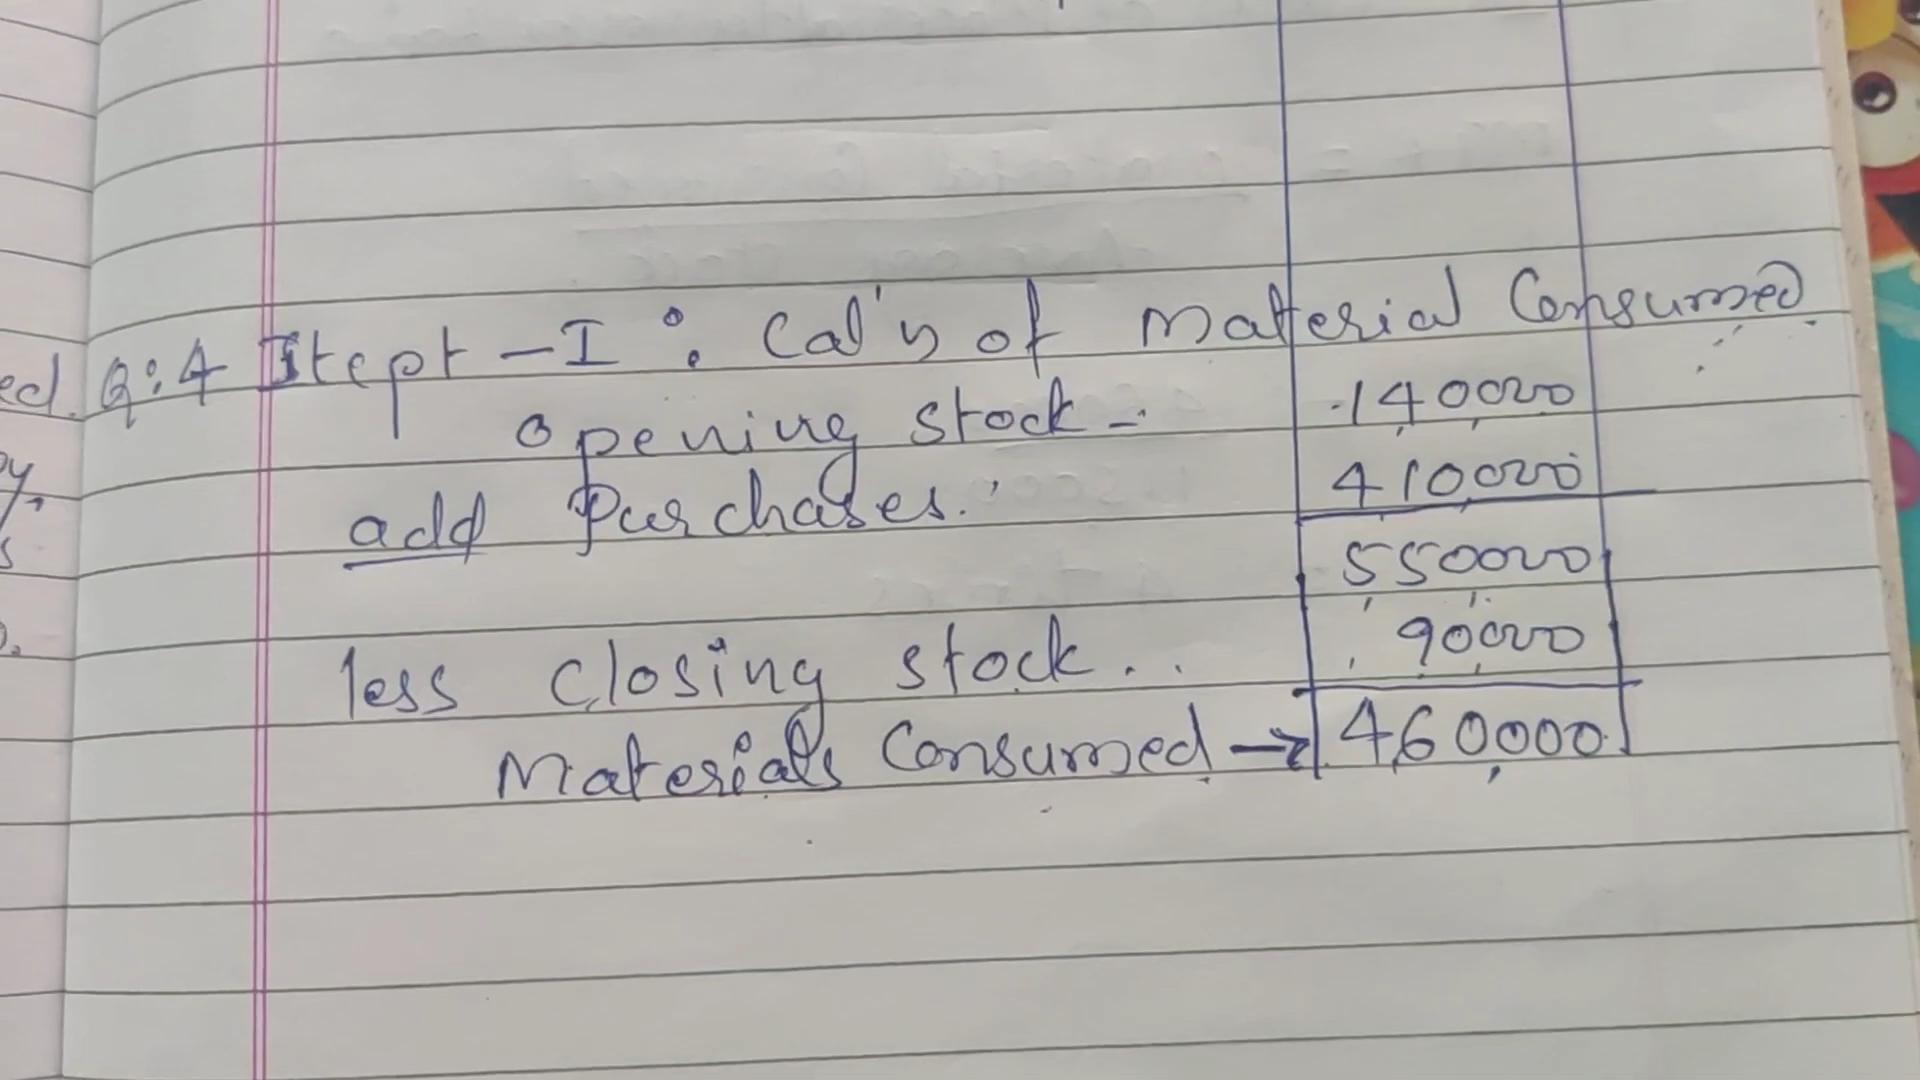 Q:4 Stept - I : Cal'n of Material Consumed
Opening stock - 140000
add Purchases. 410000
550000
less closing stock.. 90000
Materials Consumed → 460000